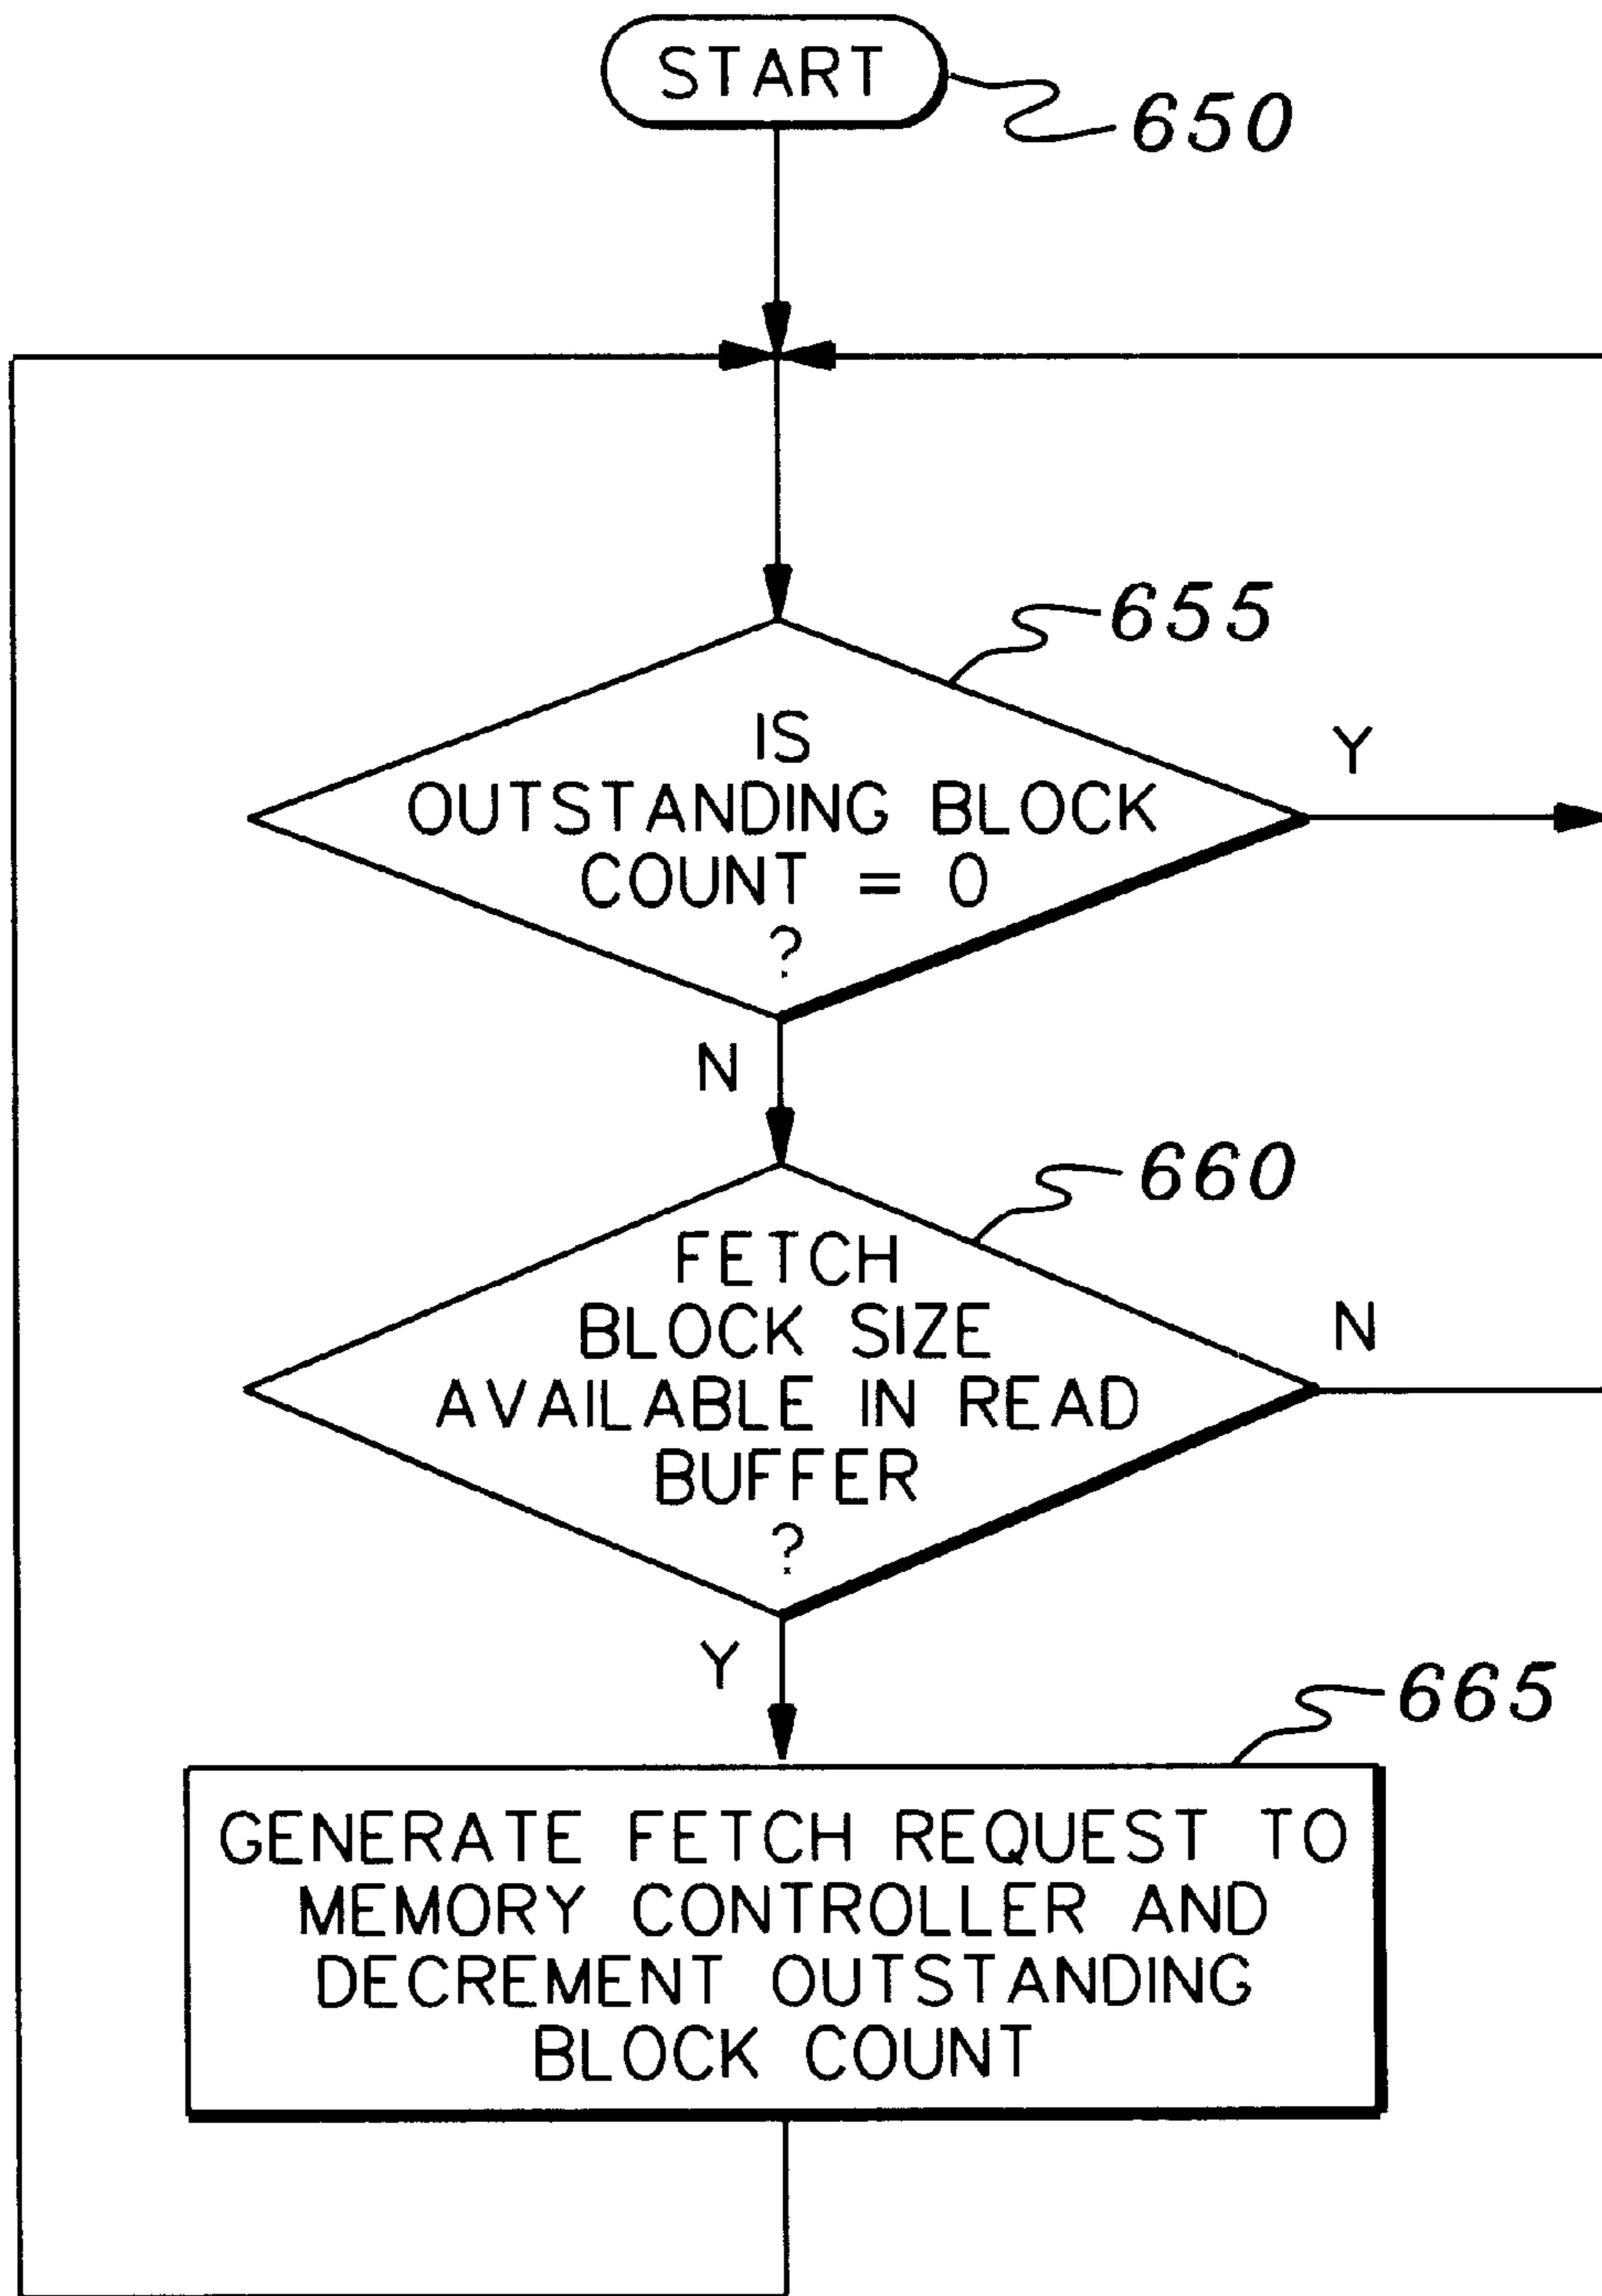 START
650
655
IS
OUTSTANDING BLOCK
COUNT = 0
?
Y
N
660
FETCH
BLOCK SIZE
AVAILABLE IN READ
BUFFER
?
N
Y
665
GENERATE FETCH REQUEST TO
MEMORY CONTROLLER AND
DECREMENT OUTSTANDING
BLOCK COUNT